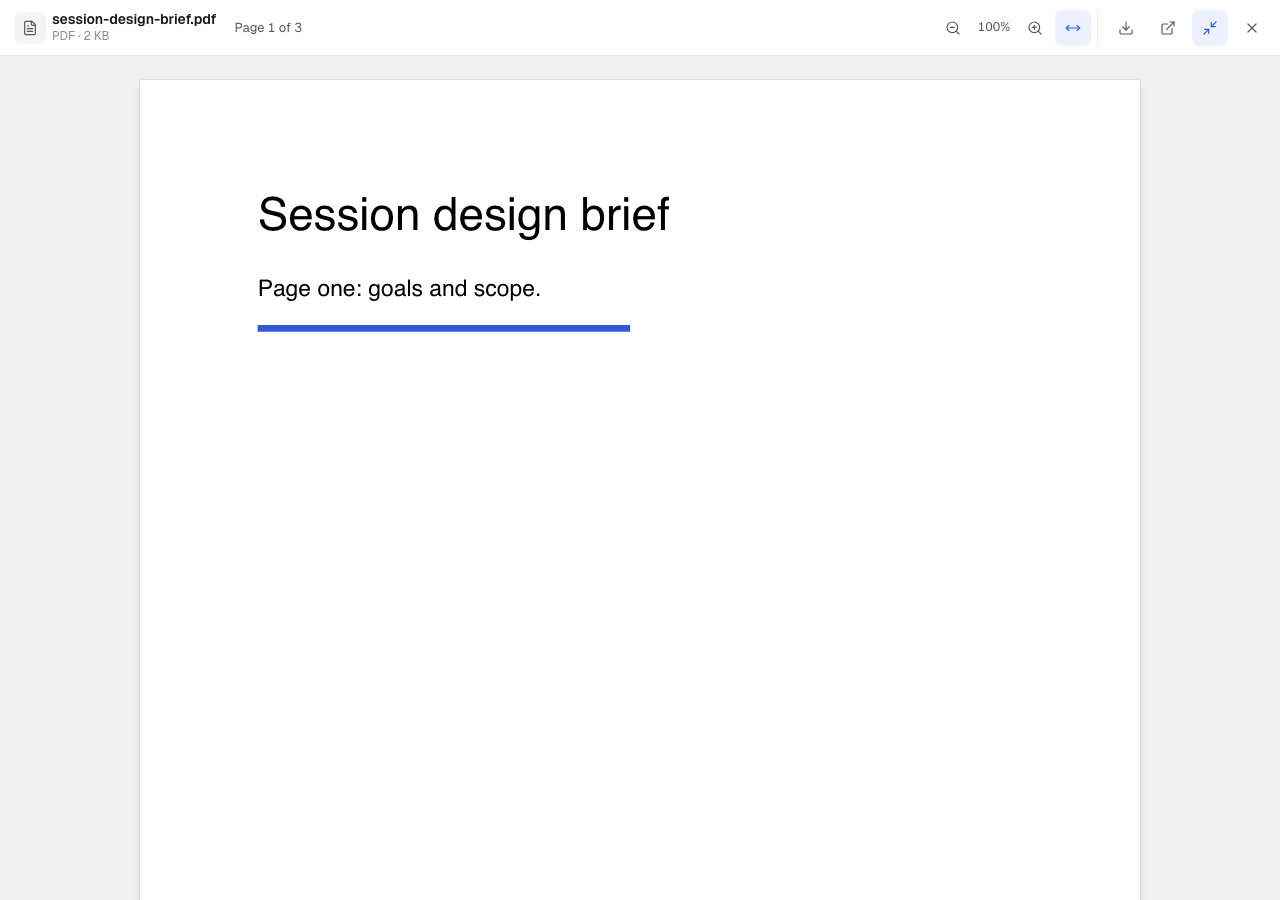 session-design-brief.pdf
PDF · 2 KB
Page 1 of 3
100%
Session design brief
Page one: goals and scope.